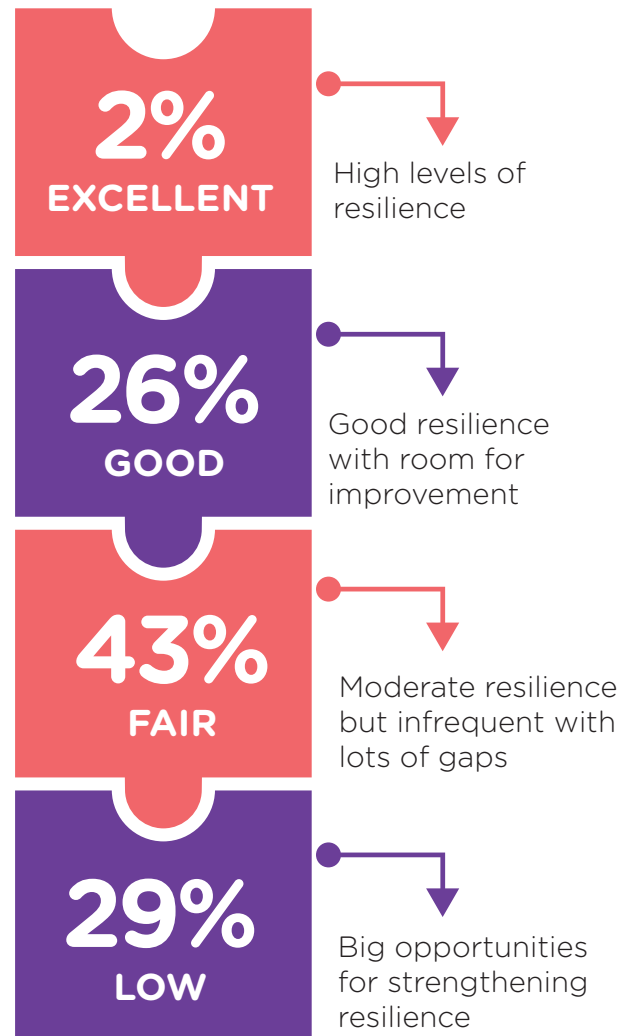 2%
EXCELLENT
High levels of
resilience
26%
GOOD
Good resilience
with room for
improvement
43%
FAIR
Moderate resilience
but infrequent with
lots of gaps
29%
LOW
Big opportunities
for strengthening
resilience